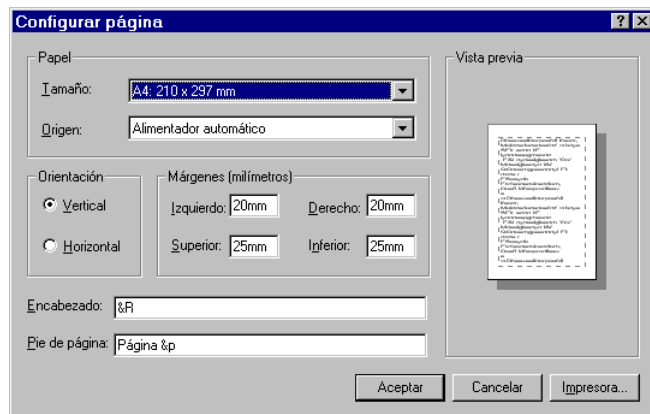 Configurar página
Papel
Tamaño: A4: 210 x 297 mm
Origen: Alimentador automático
Vista previa
Orientación
Vertical
Horizontal
Márgenes (milímetros)
Izquierdo: 20mm Derecho: 20mm
Superior: 25mm Inferior: 25mm
Encabezado: &R
Pie de página: Página &p
Aceptar Cancelar Impresora...